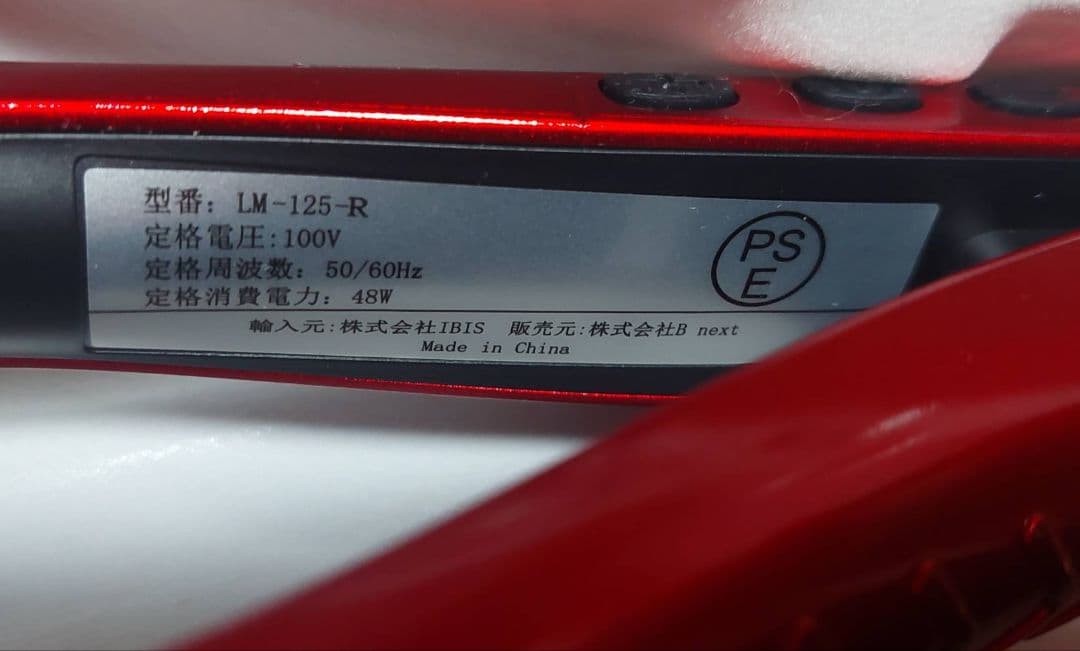 型番: LM-125-R
定格電圧:100V
定格周波数: 50/60Hz
定格消費電力: 48W
PS
E
輸入元:株式会社IBIS 販売元:株式会社B next
Made in China